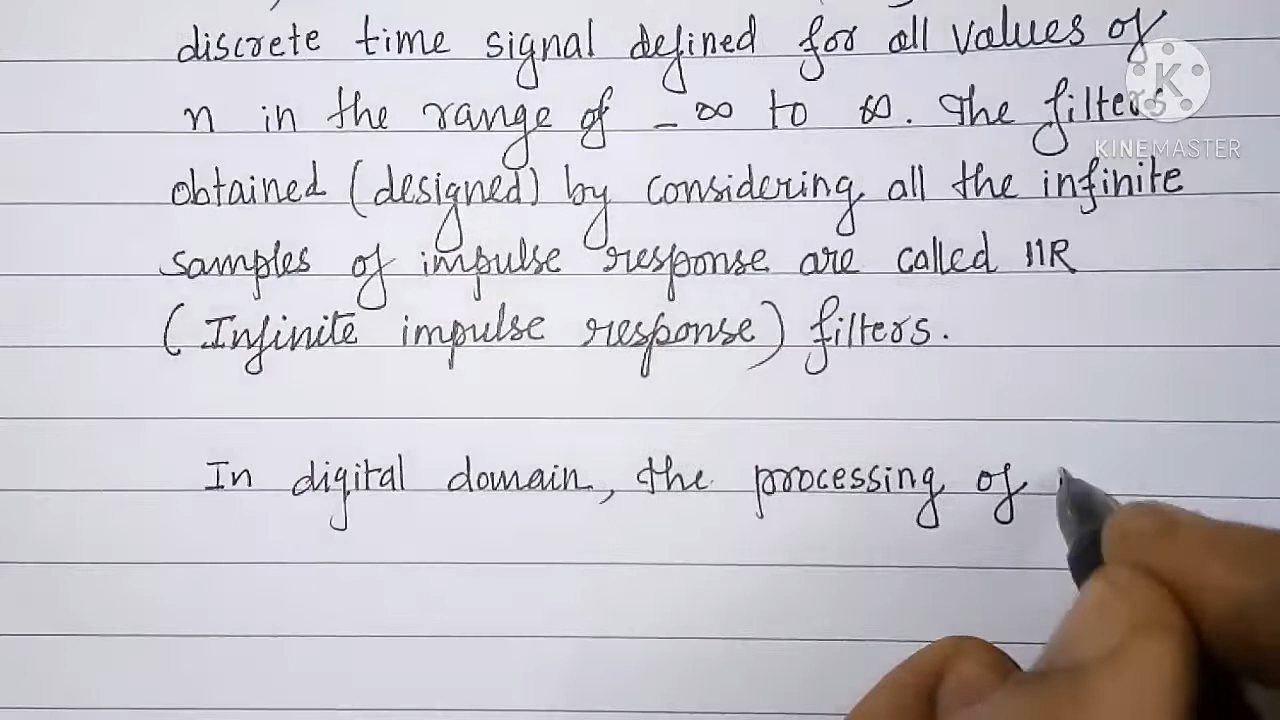 discrete time signal defined for all values of
n in the range of - ∞ to ∞. The filters
K
KINEMASTER
obtained (designed) by considering all the infinite
samples of impulse response are called IIR
(Infinite impulse response) filters.
In digital domain, the processing of